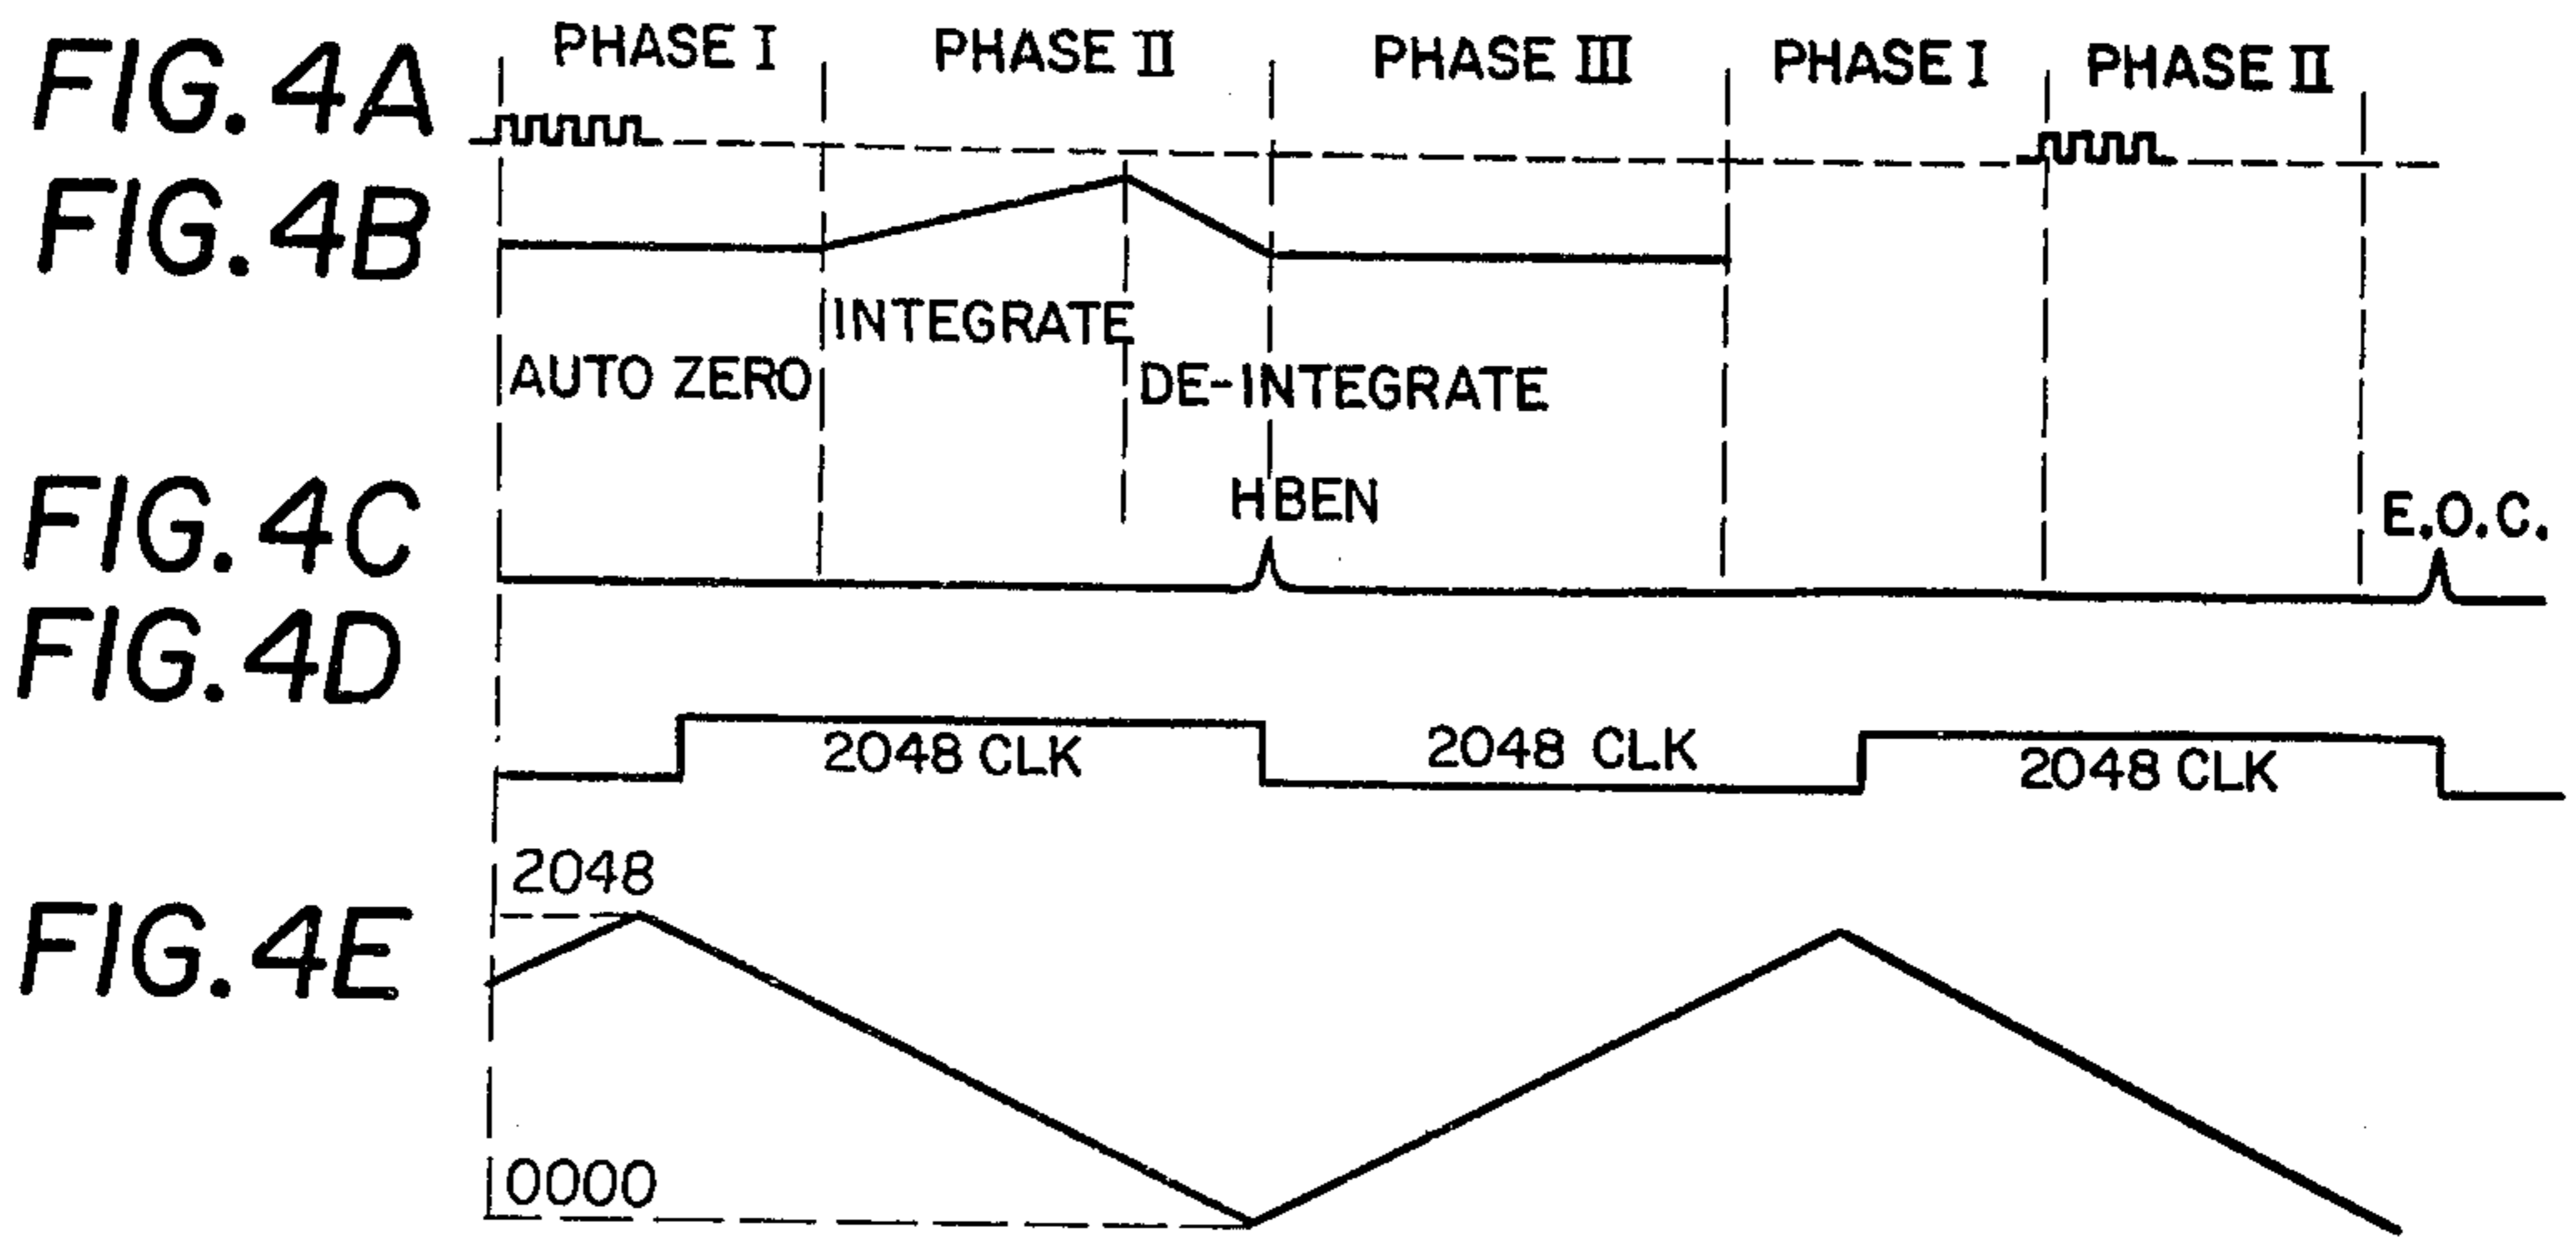 FIG. 4A
PHASE I PHASE II PHASE III PHASE I PHASE II
FIG. 4B
INTEGRATE
AUTO ZERO
DE-INTEGRATE
FIG. 4C
HBEN
E.O.C.
FIG. 4D
2048 CLK 2048 CLK 2048 CLK
2048
FIG. 4E
0000